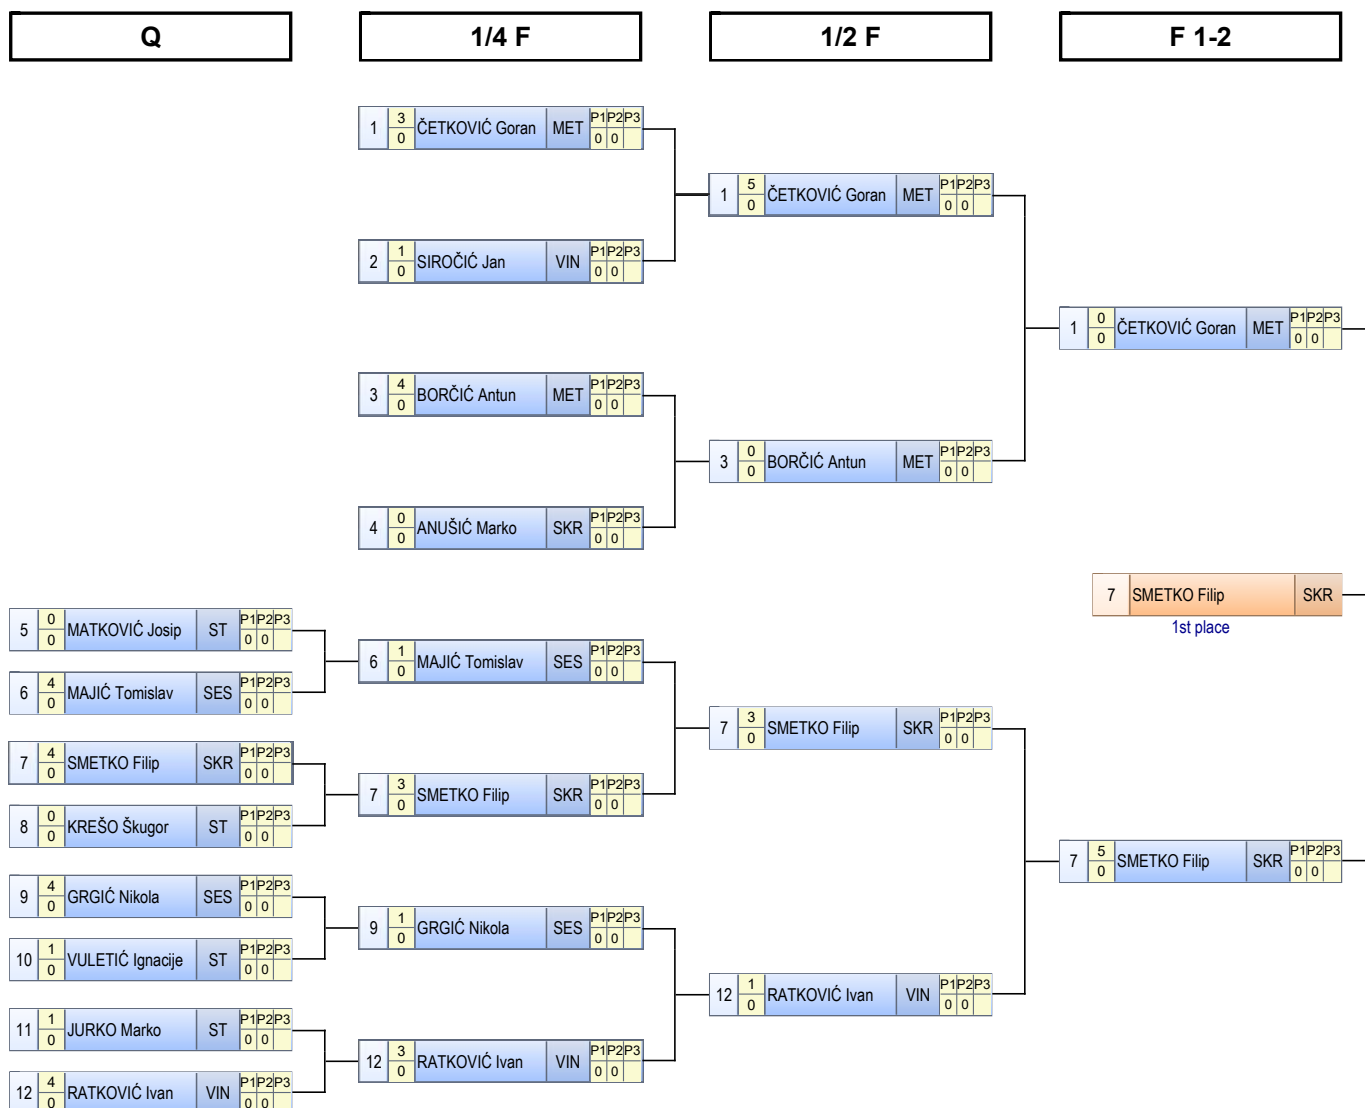 Q 1/4 F 1/2 F F 1-2
1 3 0 ČETKOVIĆ Goran MET P1 P2 P3 0 0
1 5 0 ČETKOVIĆ Goran MET P1 P2 P3 0 0
2 1 0 SIROČIĆ Jan VIN P1 P2 P3 0 0
1 0 0 ČETKOVIĆ Goran MET P1 P2 P3 0 0
3 4 0 BORČIĆ Antun MET P1 P2 P3 0 0
3 0 0 BORČIĆ Antun MET P1 P2 P3 0 0
4 0 0 ANUŠIĆ Marko SKR P1 P2 P3 0 0
7 SMETKO Filip SKR
1st place
5 0 0 MATKOVIĆ Josip ST P1 P2 P3 0 0
6 1 0 MAJIĆ Tomislav SES P1 P2 P3 0 0
6 4 0 MAJIĆ Tomislav SES P1 P2 P3 0 0
7 3 0 SMETKO Filip SKR P1 P2 P3 0 0
7 4 0 SMETKO Filip SKR P1 P2 P3 0 0
7 3 0 SMETKO Filip SKR P1 P2 P3 0 0
8 0 0 KREŠO Škugor ST P1 P2 P3 0 0
7 5 0 SMETKO Filip SKR P1 P2 P3 0 0
9 4 0 GRGIĆ Nikola SES P1 P2 P3 0 0
9 1 0 GRGIĆ Nikola SES P1 P2 P3 0 0
10 1 0 VULETIĆ Ignacije ST P1 P2 P3 0 0
12 1 0 RATKOVIĆ Ivan VIN P1 P2 P3 0 0
11 1 0 JURKO Marko ST P1 P2 P3 0 0
12 3 0 RATKOVIĆ Ivan VIN P1 P2 P3 0 0
12 4 0 RATKOVIĆ Ivan VIN P1 P2 P3 0 0